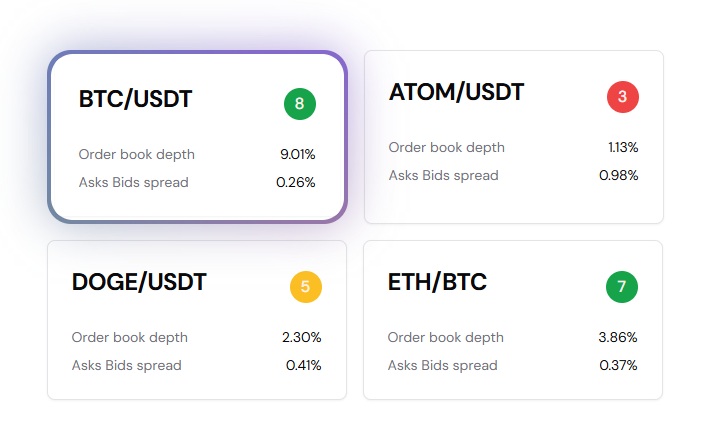 BTC/USDT
8
Order book depth 9.01%
Asks Bids spread 0.26%
ATOM/USDT
3
Order book depth 1.13%
Asks Bids spread 0.98%
DOGE/USDT
5
Order book depth 2.30%
Asks Bids spread 0.41%
ETH/BTC
7
Order book depth 3.86%
Asks Bids spread 0.37%